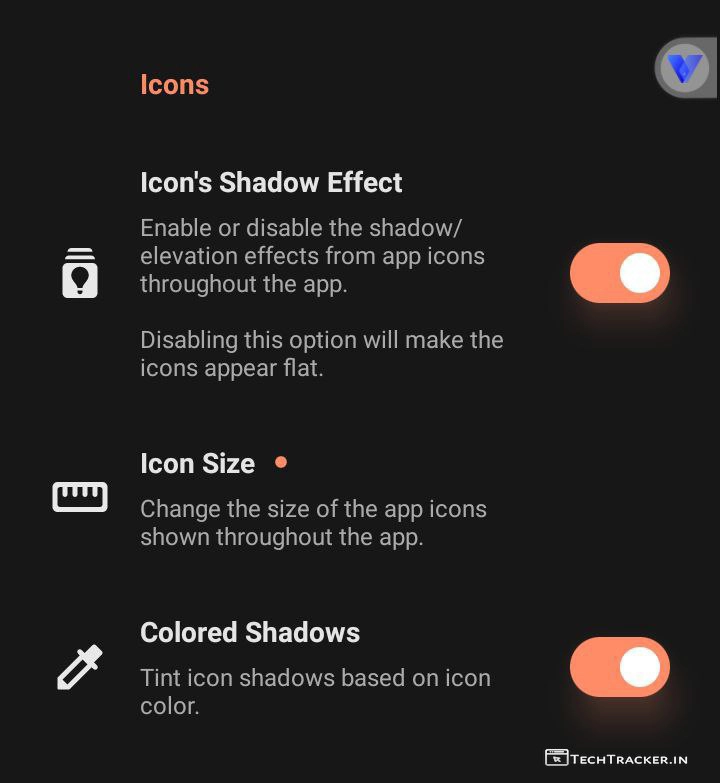 Icons
Icon's Shadow Effect
Enable or disable the shadow/
elevation effects from app icons
throughout the app.
Disabling this option will make the
icons appear flat.
Icon Size
Change the size of the app icons
shown throughout the app.
Colored Shadows
Tint icon shadows based on icon
color.
TECHTRACKER.IN